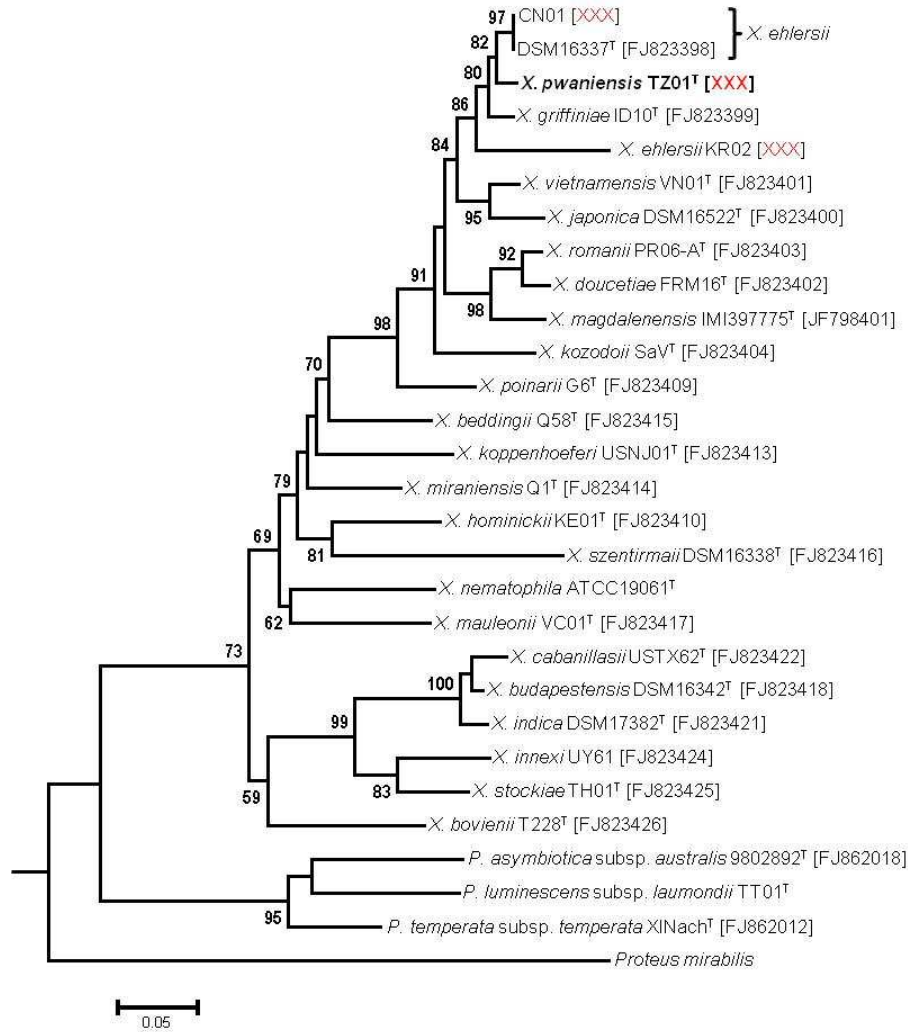 97 CN01 [XXX]
X. ehlersii
82 DSM16337ᵀ [FJ823398]
80 X. pwaniensis TZ01ᵀ [XXX]
86 X. griffiniae ID10ᵀ [FJ823399]
84 X. ehlersii KR02 [XXX]
X. vietnamensis VN01ᵀ [FJ823401]
95 X. japonica DSM16522ᵀ [FJ823400]
92 X. romanii PR06-Aᵀ [FJ823403]
91 X. doucetiae FRM16ᵀ [FJ823402]
98 98 X. magdalenensis IMI397775ᵀ [JF798401]
X. kozodoii SaVᵀ [FJ823404]
70 X. poinarii G6ᵀ [FJ823409]
X. beddingii Q58ᵀ [FJ823415]
X. koppenhoeferi USNJ01ᵀ [FJ823413]
79 X. miraniensis Q1ᵀ [FJ823414]
X. hominickii KE01ᵀ [FJ823410]
69 81 X. szentirmaii DSM16338ᵀ [FJ823416]
X. nematophila ATCC19061ᵀ
62 X. mauleonii VC01ᵀ [FJ823417]
73 X. cabanillasii USTX62ᵀ [FJ823422]
100 X. budapestensis DSM16342ᵀ [FJ823418]
99 X. indica DSM17382ᵀ [FJ823421]
X. innexi UY61 [FJ823424]
59 83 X. stockiae TH01ᵀ [FJ823425]
X. bovienii T228ᵀ [FJ823426]
P. asymbiotica subsp. australis 9802892ᵀ [FJ862018]
P. luminescens subsp. laumondii TT01ᵀ
95 P. temperata subsp. temperata XlNachᵀ [FJ862012]
Proteus mirabilis
0.05